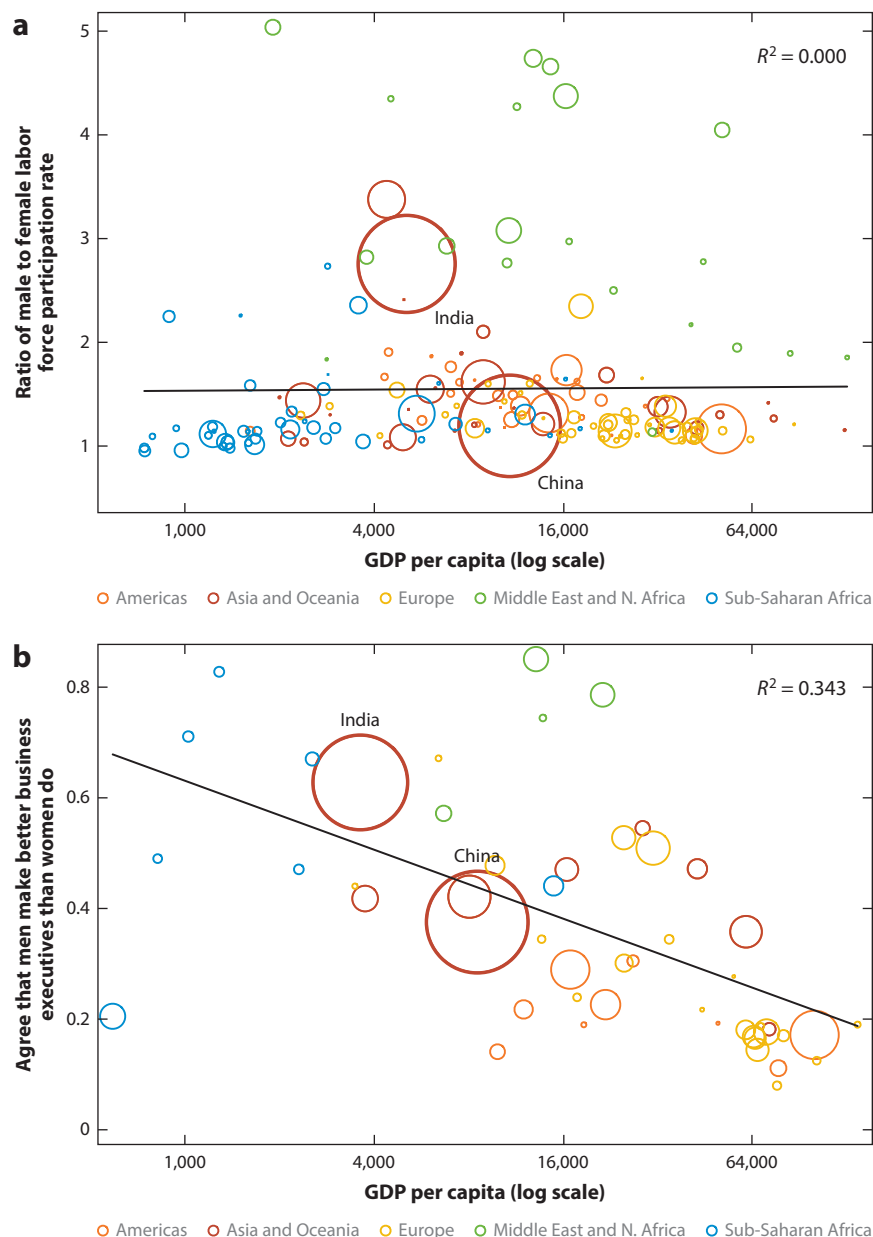 a
5
4
3
2
1
Ratio of male to female labor
force participation rate
R² = 0.000
India
China
1,000
4,000
16,000
64,000
GDP per capita (log scale)
Americas
Asia and Oceania
Europe
Middle East and N. Africa
Sub-Saharan Africa
b
0.8
0.6
0.4
0.2
0
Agree that men make better business
executives than women do
R² = 0.343
India
China
1,000
4,000
16,000
64,000
GDP per capita (log scale)
Americas
Asia and Oceania
Europe
Middle East and N. Africa
Sub-Saharan Africa